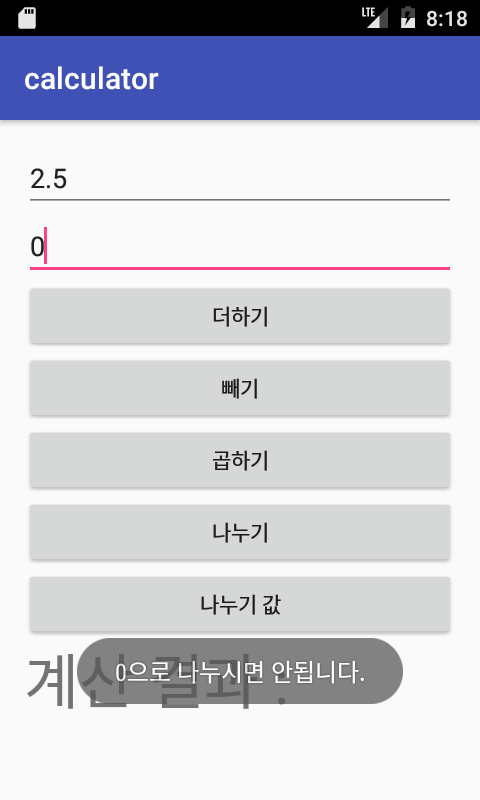 LTE 8:18
calculator
2.5
0
더하기
빼기
곱하기
나누기
나누기 값
계산 결과 :
0으로 나누시면 안됩니다.